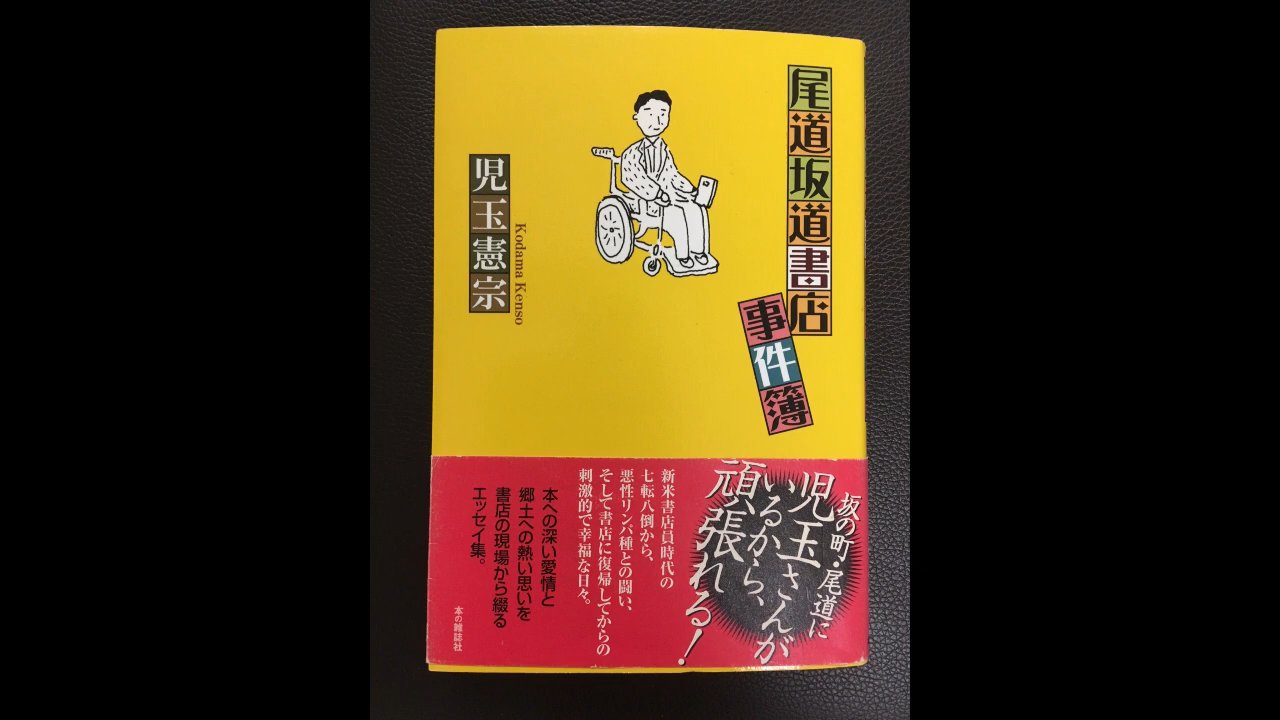 尾道坂道書店
事件簿
児玉憲宗
Kodama Kenso
坂の町・尾道に
児玉さんが
いるから、
頑張れる！
新米書店員時代の
七転八倒から、
悪性リンパ種との闘い、
そして書店に復帰してからの
刺激的で幸福な日々。
本への深い愛情と
郷土への熱い思いを
書店の現場から綴る
エッセイ集。
本の雑誌社